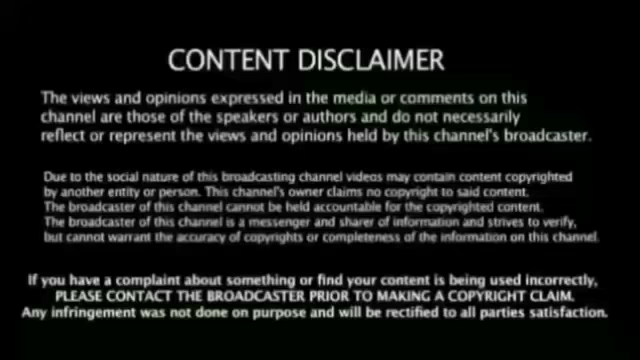 CONTENT DISCLAIMER
The views and opinions expressed in the media or comments on this
channel are those of the speakers or authors and do not necessarily
reflect or represent the views and opinions held by this channel's broadcaster.
Due to the social nature of this broadcasting channel videos may contain content copyrighted
by another entity or person. This channel's owner claims no copyright to said content.
The broadcaster of this channel cannot be held accountable for the copyrighted content.
The broadcaster of this channel is a messenger and sharer of information and strives to verify,
but cannot warrant the accuracy of copyrights or completeness of the information on this channel.
If you have a complaint about something or find your content is being used incorrectly,
PLEASE CONTACT THE BROADCASTER PRIOR TO MAKING A COPYRIGHT CLAIM.
Any infringement was not done on purpose and will be rectified to all parties satisfaction.